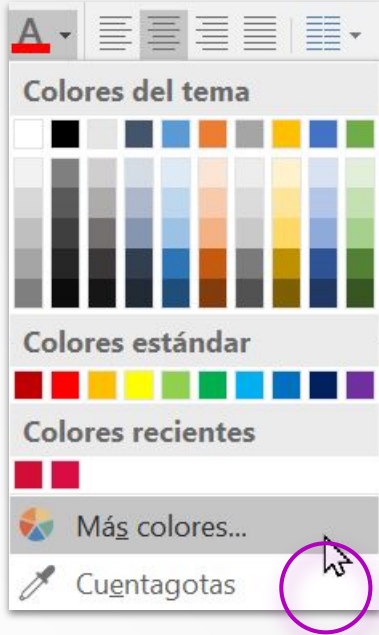 A
Colores del tema
Colores estándar
Colores recientes
Más colores...
Cuentagotas